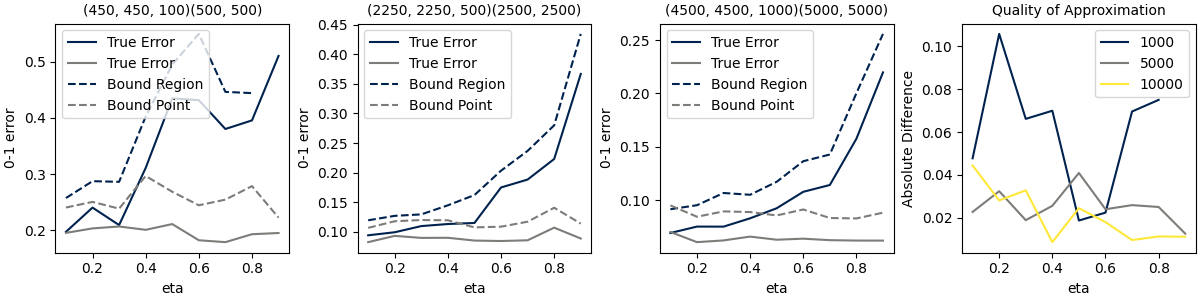 (450, 450, 100)(500, 500)
0-1 error
0.5
0.4
0.3
0.2
True Error
True Error
Bound Region
Bound Point
0.2 0.4 0.6 0.8
eta
(2250, 2250, 500)(2500, 2500)
0-1 error
0.45
0.40
0.35
0.30
0.25
0.20
0.15
0.10
True Error
True Error
Bound Region
Bound Point
0.2 0.4 0.6 0.8
eta
(4500, 4500, 1000)(5000, 5000)
0-1 error
0.25
0.20
0.15
0.10
True Error
True Error
Bound Region
Bound Point
0.2 0.4 0.6 0.8
eta
Quality of Approximation
Absolute Difference
0.10
0.08
0.06
0.04
0.02
1000
5000
10000
0.2 0.4 0.6 0.8
eta